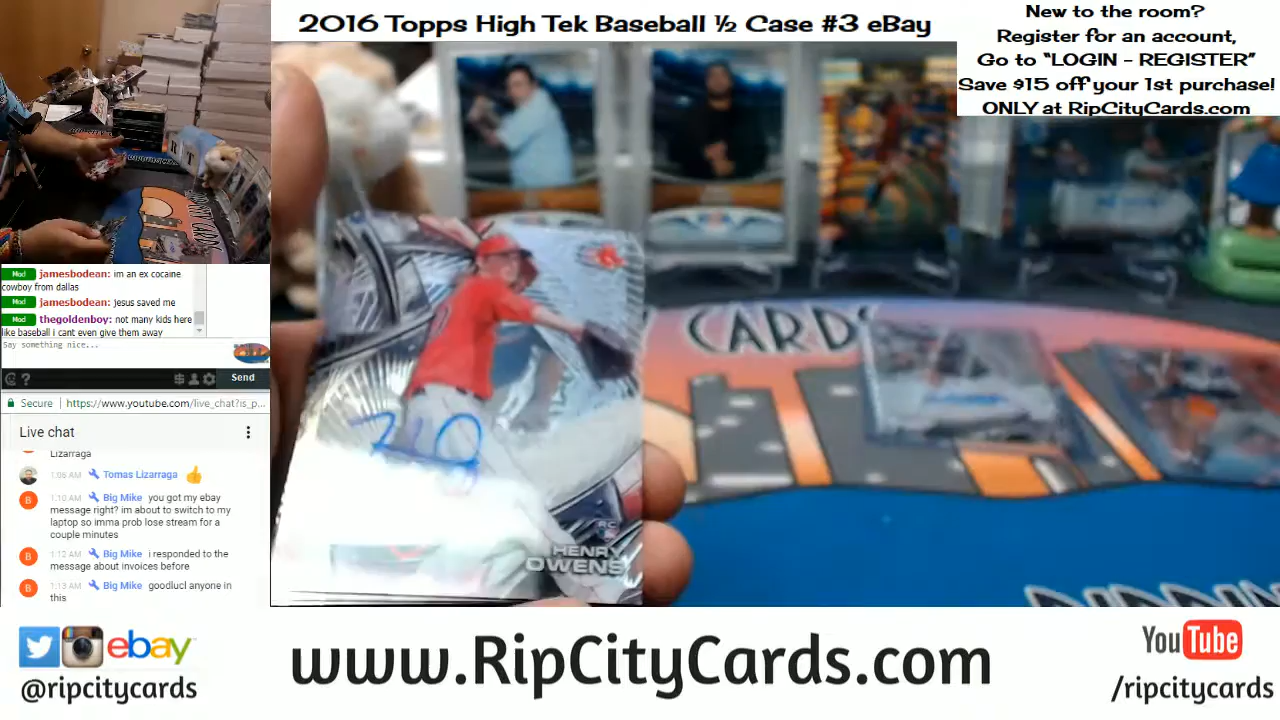 2016 Topps High Tek Baseball ½ Case #3 eBay
New to the room?
Register for an account,
Go to “LOGIN - REGISTER”
Save $15 off your 1st purchase!
ONLY at RipCityCards.com
CARDS
HENRY
OWENS
RC
Mod jamesbodean: im an ex cocaine
cowboy from dallas
Mod jamesbodean: jesus saved me
Mod thegoldenboy: not many kids here
like baseball i cant even give them away
Say something nice...
Send
Secure https://www.youtube.com/live_chat?is_p...
Live chat
Lizarraga
1:06 AM Tomas Lizarraga 👍
B 1:10 AM Big Mike you got my ebay
message right? im about to switch to my
laptop so imma prob lose stream for a
couple minutes
B 1:12 AM Big Mike i responded to the
message about invoices before
B 1:13 AM Big Mike goodlucl anyone in
this
ebay
@ripcitycards
www.RipCityCards.com
YouTube
/ripcitycards